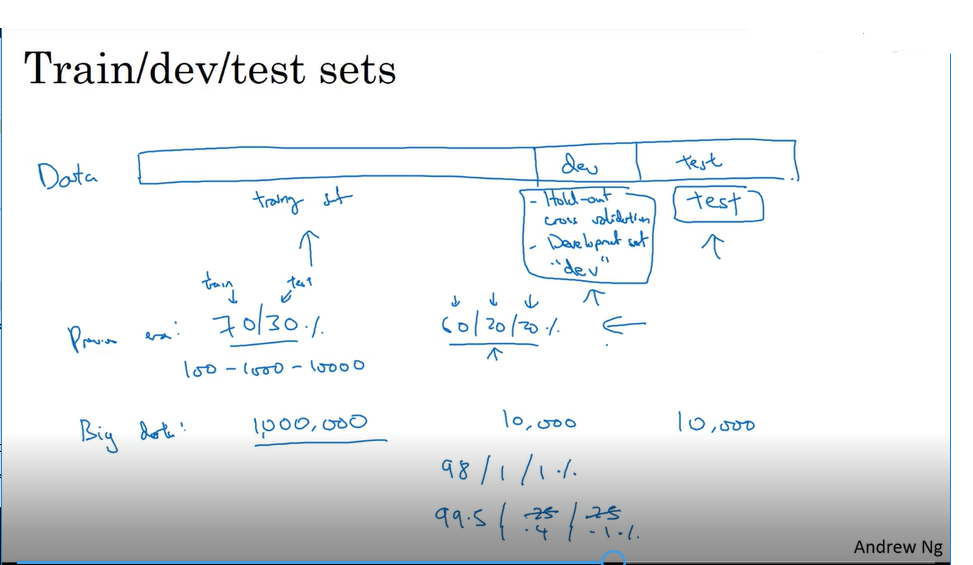 Train/dev/test sets
Data
dev
test
training set
- Hold-out
cross validation
- Development set
"dev"
test
train
test
Previous era:
70/30%
60/20/20%
100-1000-10000
Big data:
1,000,000
10,000
10,000
98/1/1%
99.5/.25/.25
.4 .1%
Andrew Ng